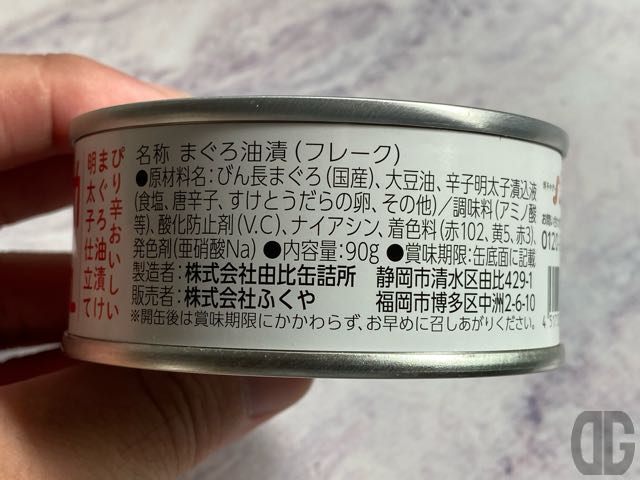 ぴり辛おいしい
まぐろ油漬け
明太子仕立て
名称 まぐろ油漬(フレーク)
●原材料名:びん長まぐろ(国産)、大豆油、辛子明太子漬込液
(食塩、唐辛子、すけとうだらの卵、その他)/調味料(アミノ酸
等)、酸化防止剤(V.C)、ナイアシン、着色料(赤102、黄5、赤3)、
発色剤(亜硝酸Na) ●内容量:90g ●賞味期限:缶底面に記載
製造者:株式会社由比缶詰所 静岡市清水区由比429-1
販売者:株式会社ふくや 福岡市博多区中洲2-6-10
※開缶後は賞味期限にかかわらず、お早めに召しあがりください。
お問い合わせ
0120
DG